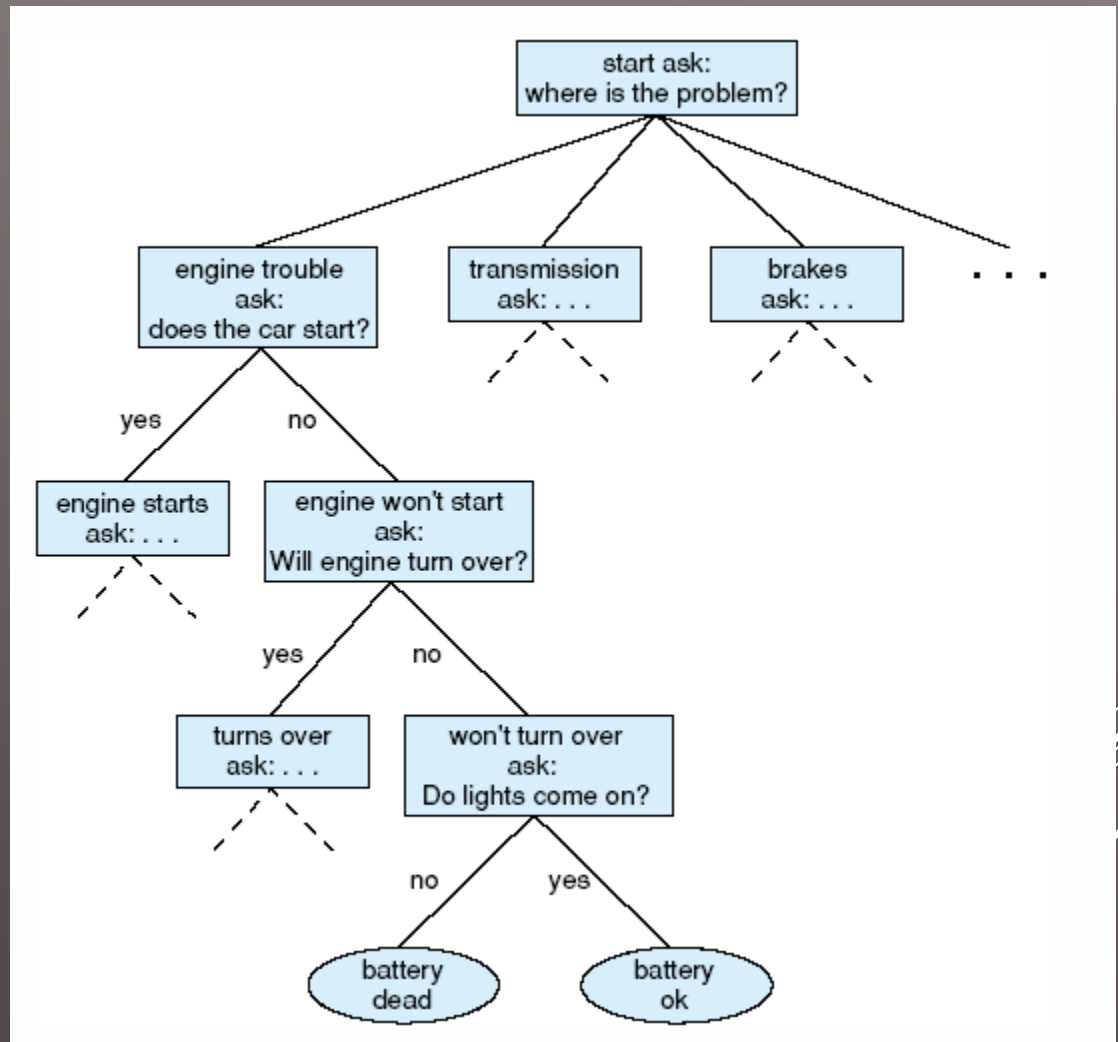 start ask:
where is the problem?
engine trouble
ask:
does the car start?
transmission
ask: . . .
brakes
ask: . . .
. . .
yes
no
engine starts
ask: . . .
engine won't start
ask:
Will engine turn over?
yes
no
turns over
ask: . . .
won't turn over
ask:
Do lights come on?
no
yes
battery
dead
battery
ok